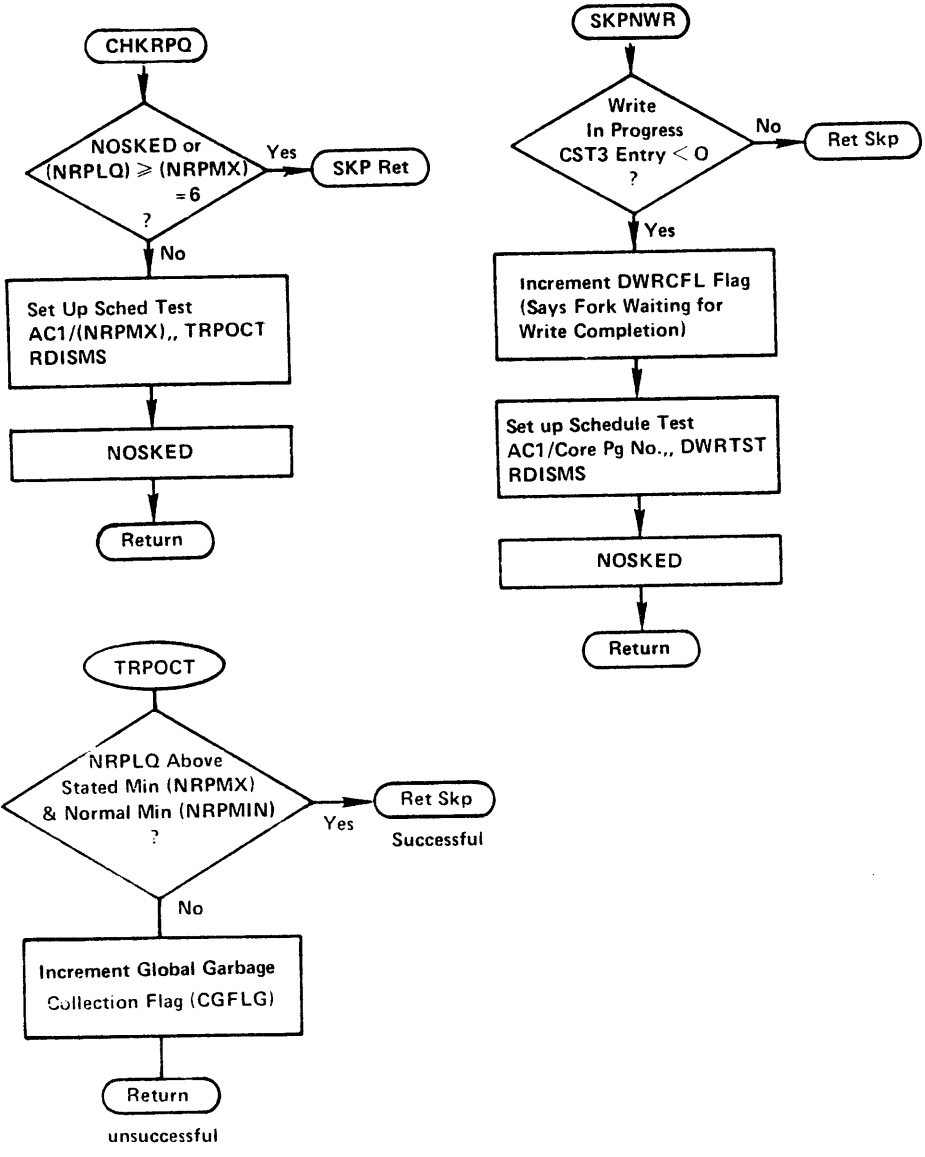 CHKRPQ
NOSKED or
(NRPLQ) ⩾ (NRPMX)
= 6
?
Yes
SKP Ret
No
Set Up Sched Test
AC1/(NRPMX),, TRPOCT
RDISMS
NOSKED
Return
SKPNWR
Write
In Progress
CST3 Entry < O
?
No
Ret Skp
Yes
Increment DWRCFL Flag
(Says Fork Waiting for
Write Completion)
Set up Schedule Test
AC1/Core Pg No.,, DWRTST
RDISMS
NOSKED
Return
TRPOCT
NRPLQ Above
Stated Min (NRPMX)
& Normal Min (NRPMIN)
?
Yes
Ret Skp
Successful
No
Increment Global Garbage
Collection Flag (CGFLG)
Return
unsuccessful